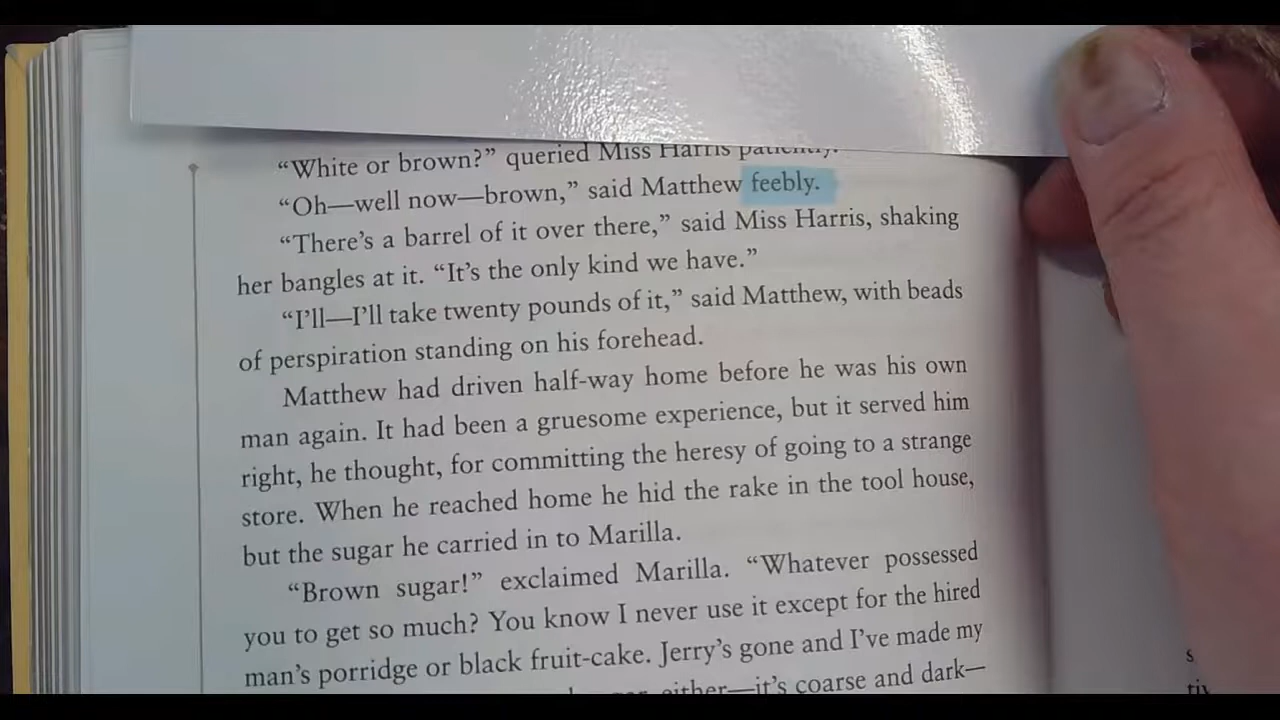 “White or brown?” queried Miss Harris patiently.
“Oh—well now—brown,” said Matthew feebly.
“There’s a barrel of it over there,” said Miss Harris, shaking
her bangles at it. “It’s the only kind we have.”
“I’ll—I’ll take twenty pounds of it,” said Matthew, with beads
of perspiration standing on his forehead.
Matthew had driven half-way home before he was his own
man again. It had been a gruesome experience, but it served him
right, he thought, for committing the heresy of going to a strange
store. When he reached home he hid the rake in the tool house,
but the sugar he carried in to Marilla.
“Brown sugar!” exclaimed Marilla. “Whatever possessed
you to get so much? You know I never use it except for the hired
man’s porridge or black fruit-cake. Jerry’s gone and I’ve made my
either—it’s coarse and dark—